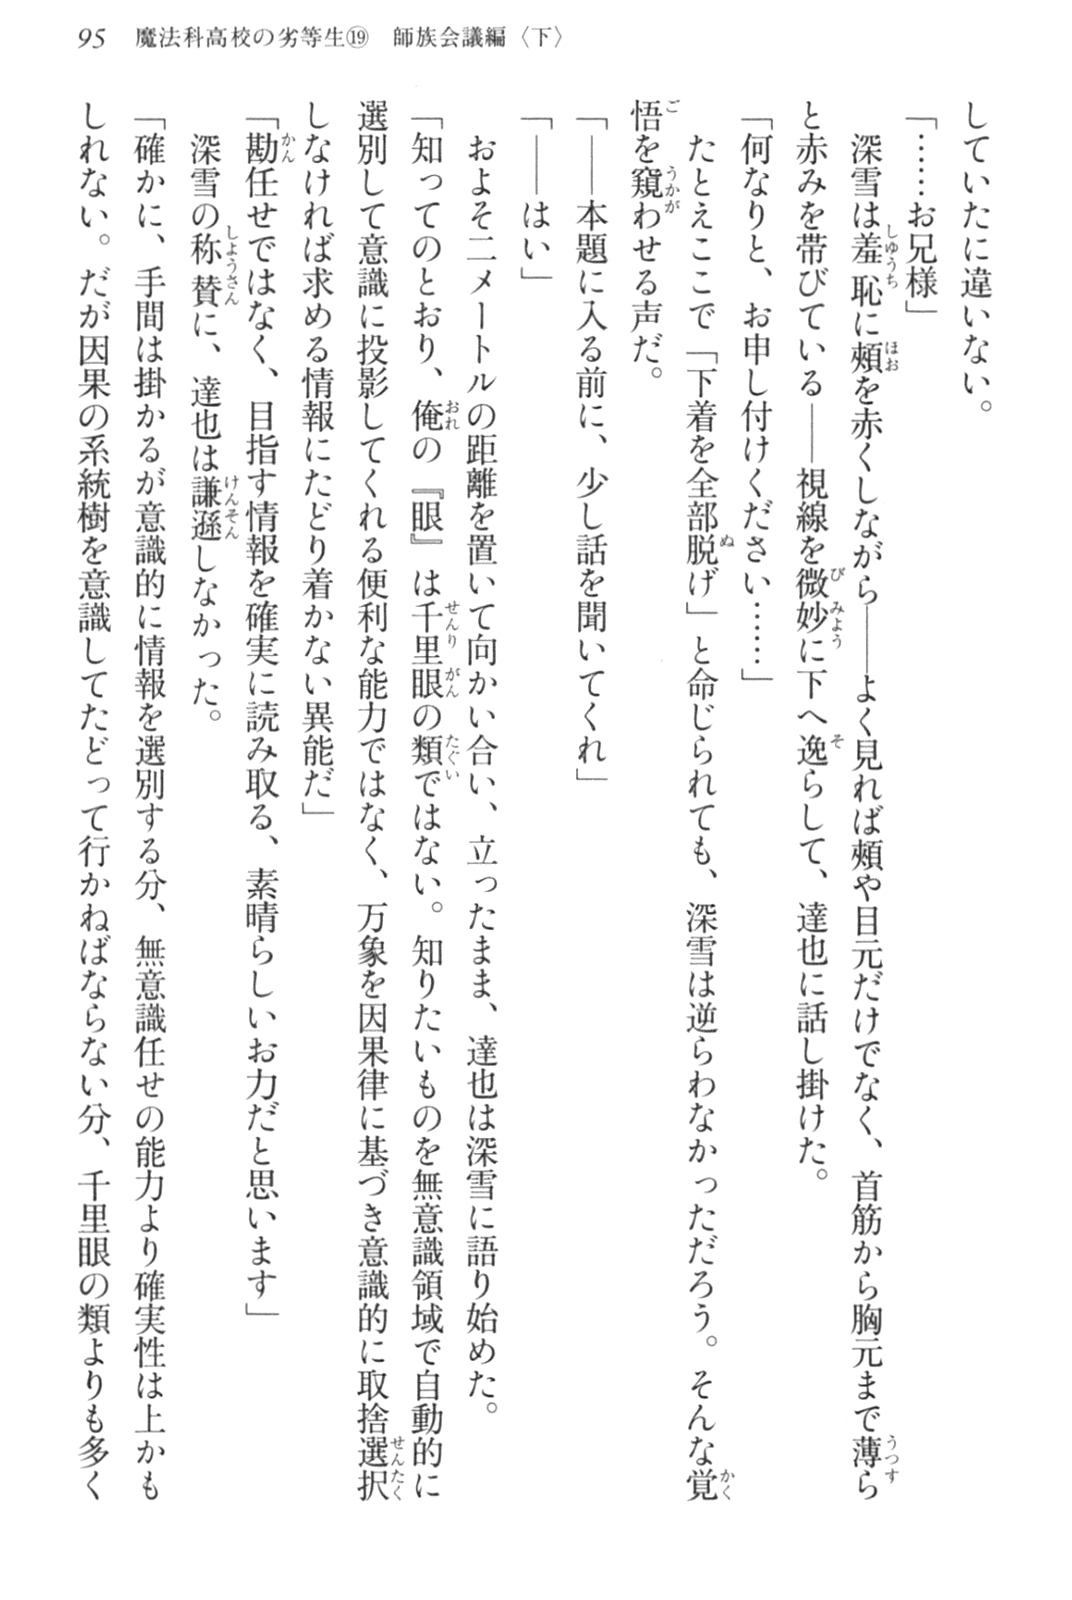 95　魔法科高校の劣等生⑲　師族会議編〈下〉
していたに違いない。
「……お兄様」
　深雪は羞恥に頰を赤くしながら――よく見れば頰や目元だけでなく、首筋から胸元まで薄ら
と赤みを帯びている――視線を微妙に下へ逸らして、達也に話し掛けた。
「何なりと、お申し付けください……」
　たとえここで「下着を全部脱げ」と命じられても、深雪は逆らわなかっただろう。そんな覚
悟を窺わせる声だ。
「――本題に入る前に、少し話を聞いてくれ」
「――はい」
　およそ二メートルの距離を置いて向かい合い、立ったまま、達也は深雪に語り始めた。
「知ってのとおり、俺の『眼』は千里眼の類ではない。知りたいものを無意識領域で自動的に
選別して意識に投影してくれる便利な能力ではなく、万象を因果律に基づき意識的に取捨選択
しなければ求める情報にたどり着かない異能だ」
「勘任せではなく、目指す情報を確実に読み取る、素晴らしいお力だと思います」
　深雪の称賛に、達也は謙遜しなかった。
「確かに、手間は掛かるが意識的に情報を選別する分、無意識任せの能力より確実性は上かも
しれない。だが因果の系統樹を意識してたどって行かねばならない分、千里眼の類よりも多く